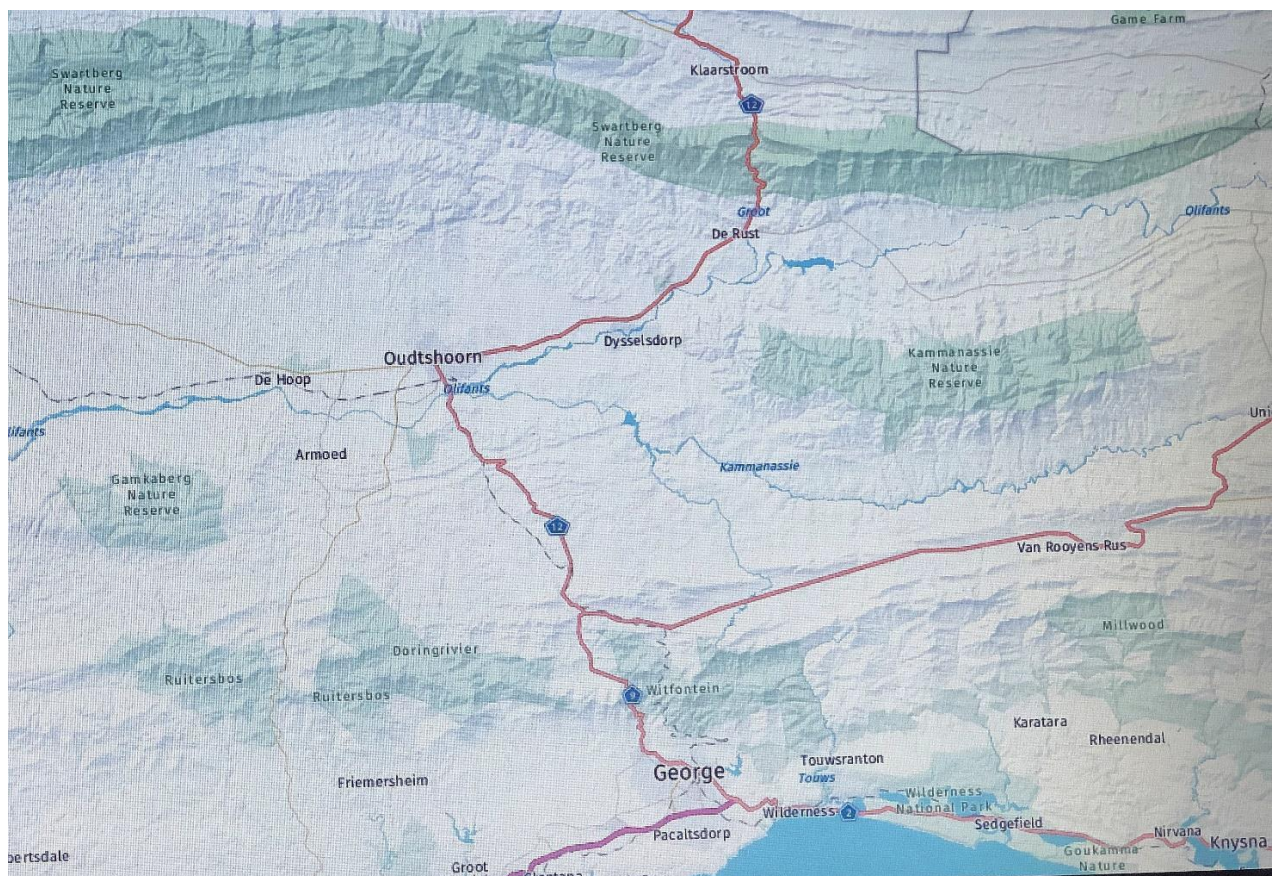 Game Farm
Klaarstroom
Swartberg
Nature
Reserve
12
Swartberg
Nature
Reserve
Groot
Olifants
De Rust
Dysselsdorp
Oudtshoorn
Kammanassie
Nature
Reserve
De Hoop
Olifants
lifants
Uni
Armoed
Kammanassie
Gamkaberg
Nature
Reserve
12
Van Rooyens Rus
Millwood
Doringrivier
Ruitersbos
Ruitersbos
9
Witfontein
Karatara
Rheenendal
Touwsranton
George
Touws
Friemersheim
Wilderness
National Park
Wilderness
2
Sedgefield
Pacaltsdorp
Nirvana
Knysna
Goukamma
Nature
bertsdale
Groot